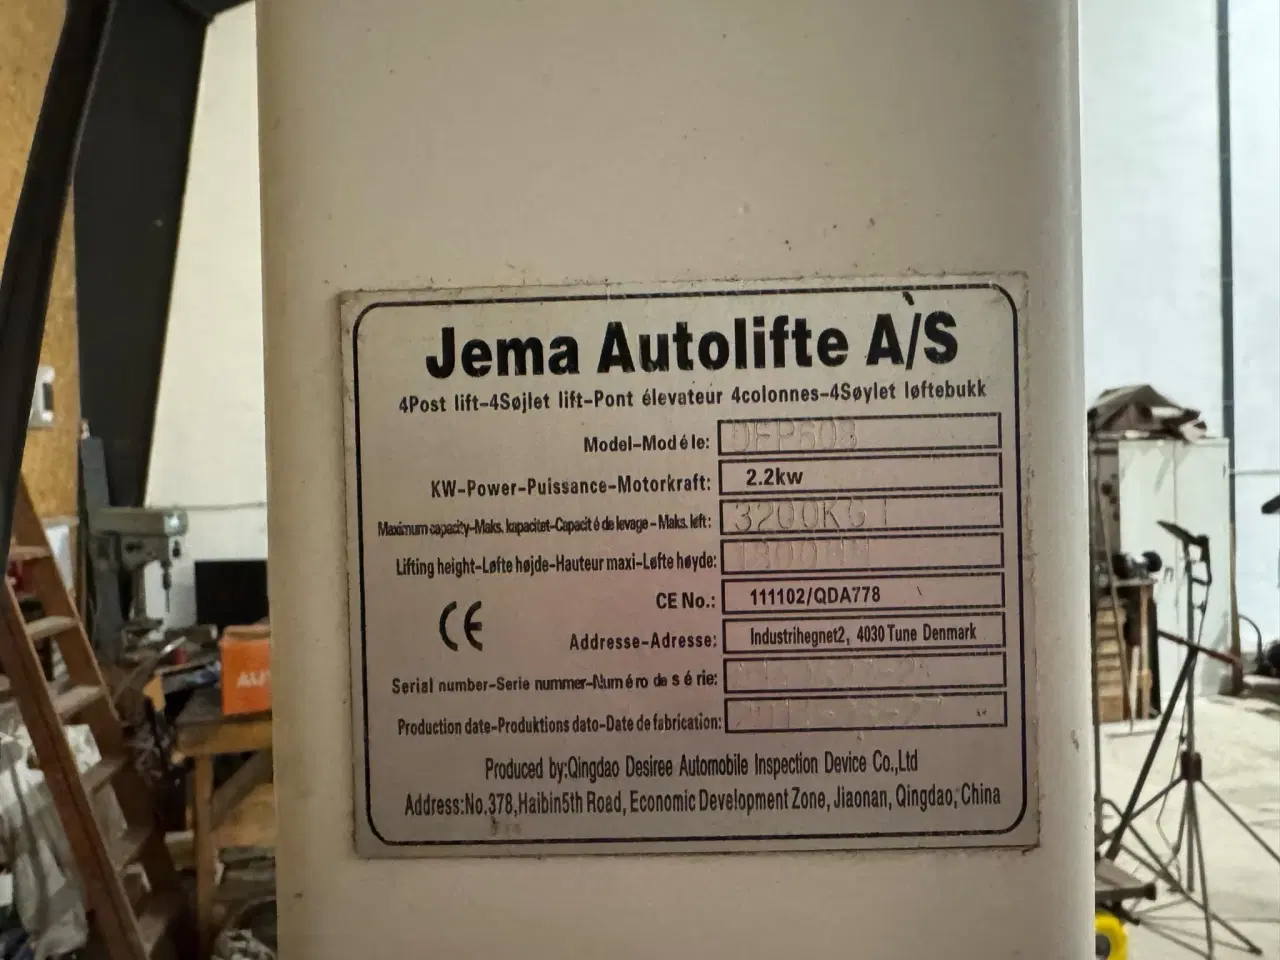 Jema Autolifte A/S
4Post lift-4Søjlet lift-Pont élevateur 4colonnes-4Søylet løftebukk
Model-Modéle: DFP608
KW-Power-Puissance-Motorkraft: 2.2kw
Maximum capacity-Maks. kapacitet-Capacité de levage-Maks. løft: 3200KG
Lifting height-Løfte højde-Hauteur maxi-Løfte høyde:
CE No.: 111102/QDA778
CE
Addresse-Adresse: Industrihegnet2, 4030 Tune Denmark
Serial number-Serie nummer-Numéro de série:
Production date-Produktions dato-Date de fabrication:
Produced by:Qingdao Desiree Automobile Inspection Device Co.,Ltd
Address:No.378,Haibin5th Road, Economic Development Zone, Jiaonan, Qingdao, China